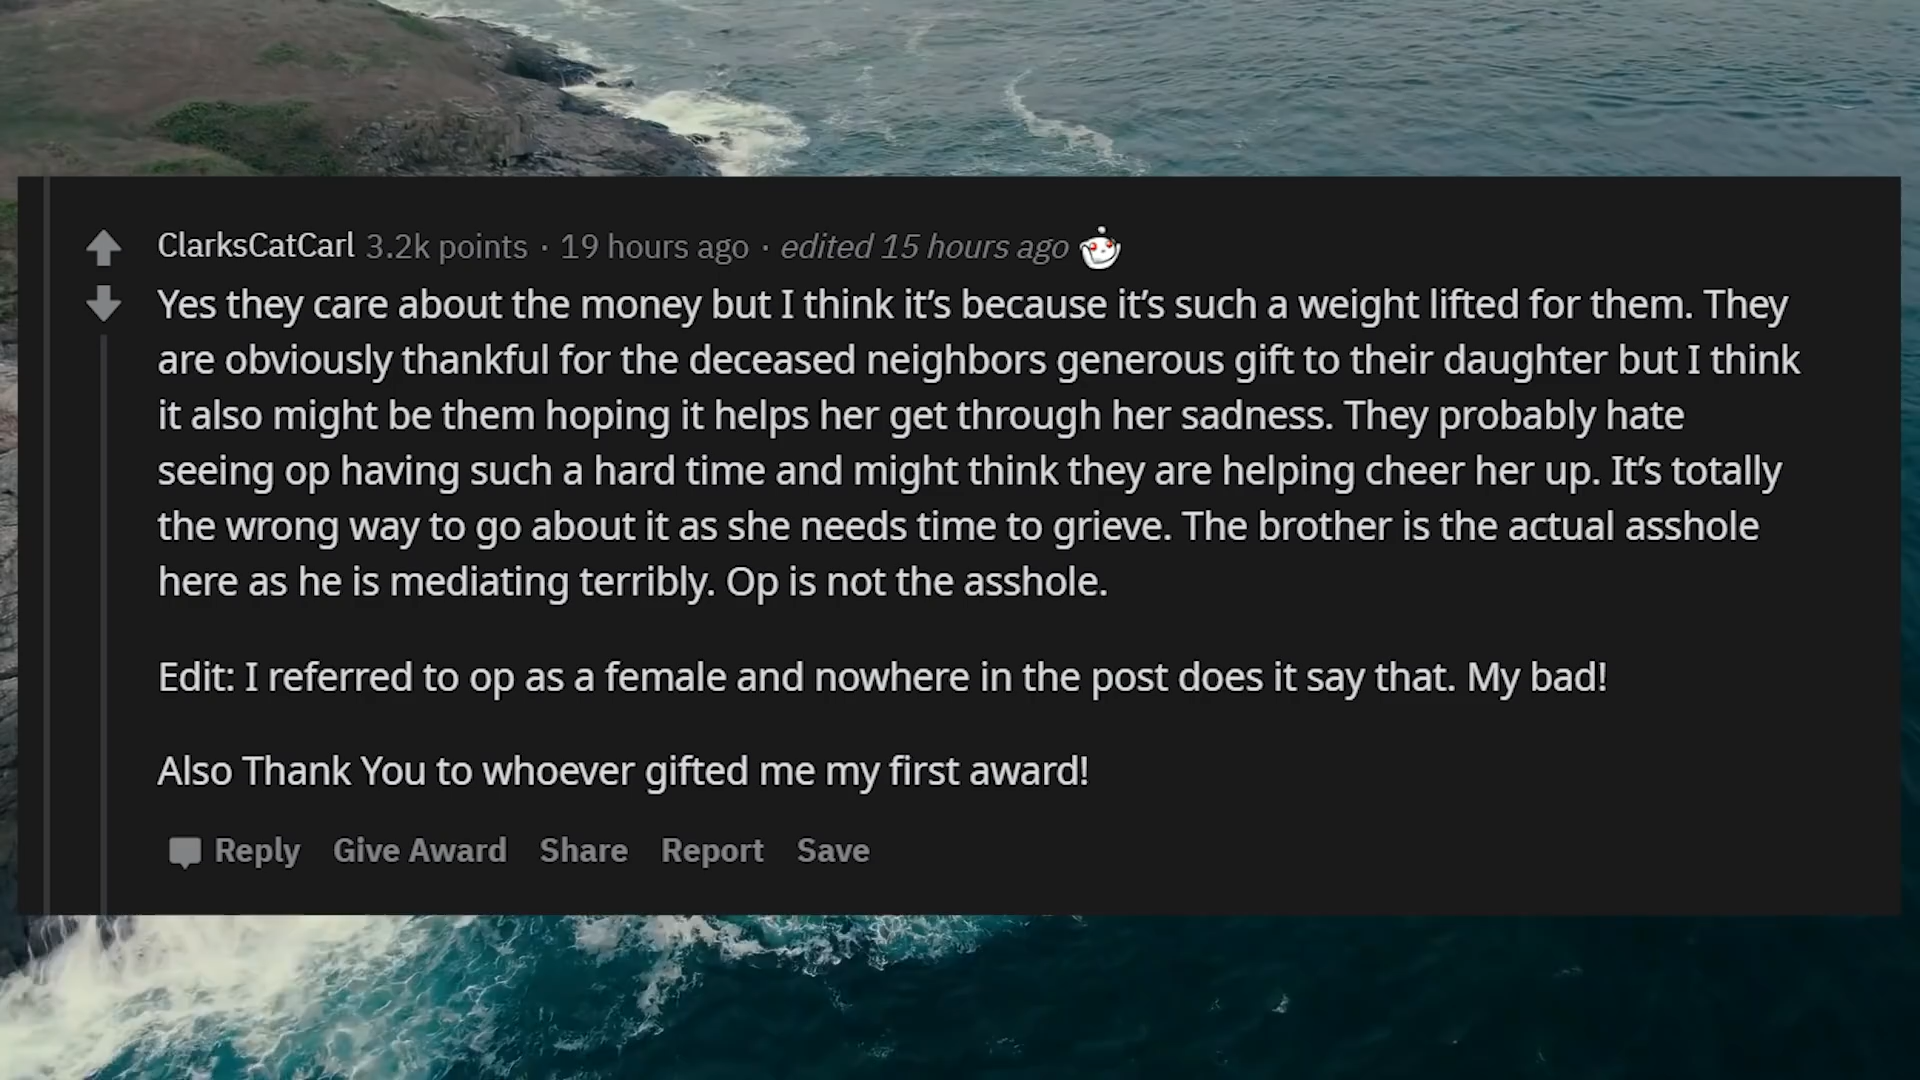 ClarksCatCarl 3.2k points · 19 hours ago · edited 15 hours ago
Yes they care about the money but I think it’s because it’s such a weight lifted for them. They
are obviously thankful for the deceased neighbors generous gift to their daughter but I think
it also might be them hoping it helps her get through her sadness. They probably hate
seeing op having such a hard time and might think they are helping cheer her up. It’s totally
the wrong way to go about it as she needs time to grieve. The brother is the actual asshole
here as he is mediating terribly. Op is not the asshole.
Edit: I referred to op as a female and nowhere in the post does it say that. My bad!
Also Thank You to whoever gifted me my first award!
Reply Give Award Share Report Save